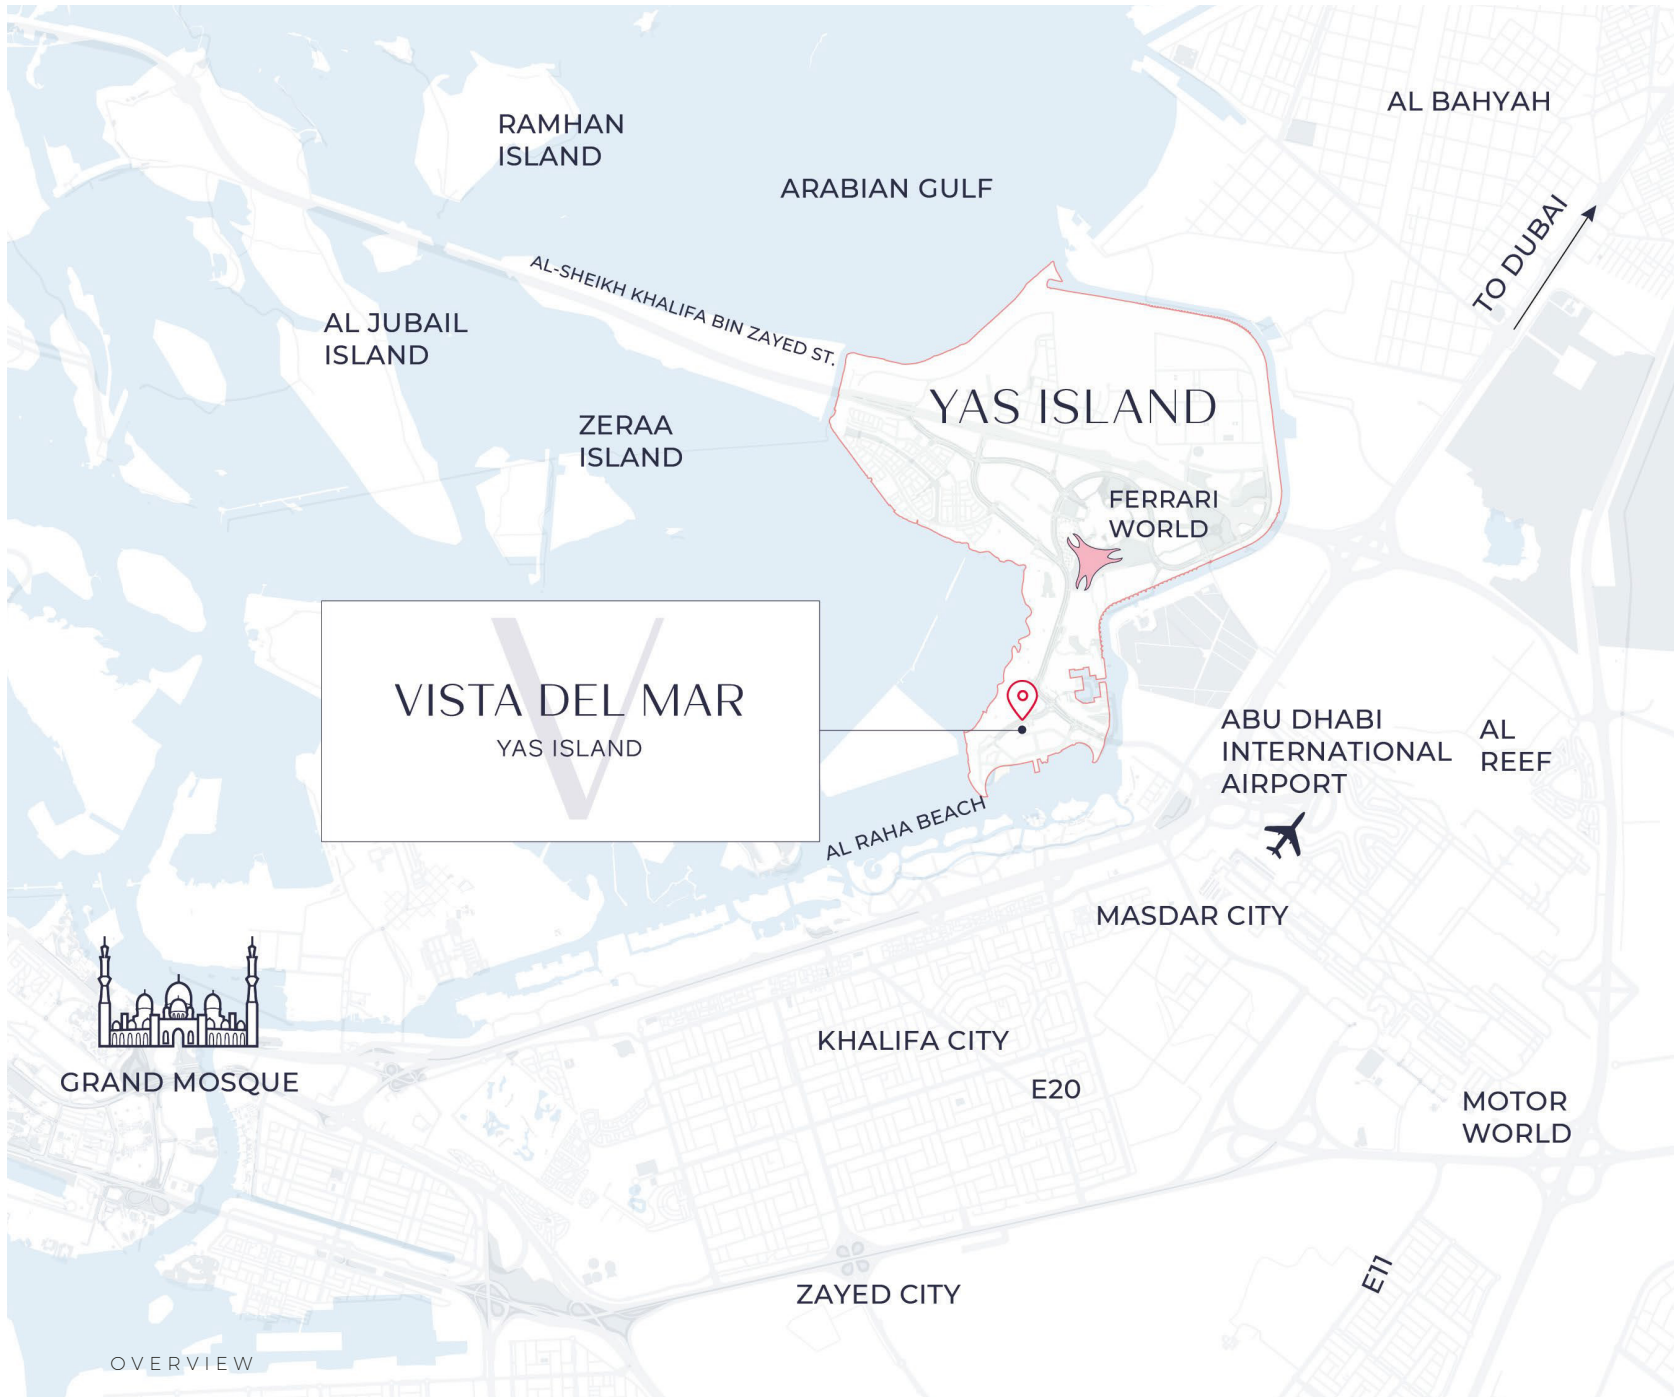 AL BAHYAH
RAMHAN
ISLAND
ARABIAN GULF
TO DUBAI
AL-SHEIKH KHALIFA BIN ZAYED ST.
AL JUBAIL
ISLAND
YAS ISLAND
ZERAA
ISLAND
FERRARI
WORLD
V
VISTA DEL MAR
YAS ISLAND
ABU DHABI
INTERNATIONAL
AIRPORT
AL
REEF
AL RAHA BEACH
MASDAR CITY
KHALIFA CITY
GRAND MOSQUE
E20
MOTOR
WORLD
E11
ZAYED CITY
OVERVIEW